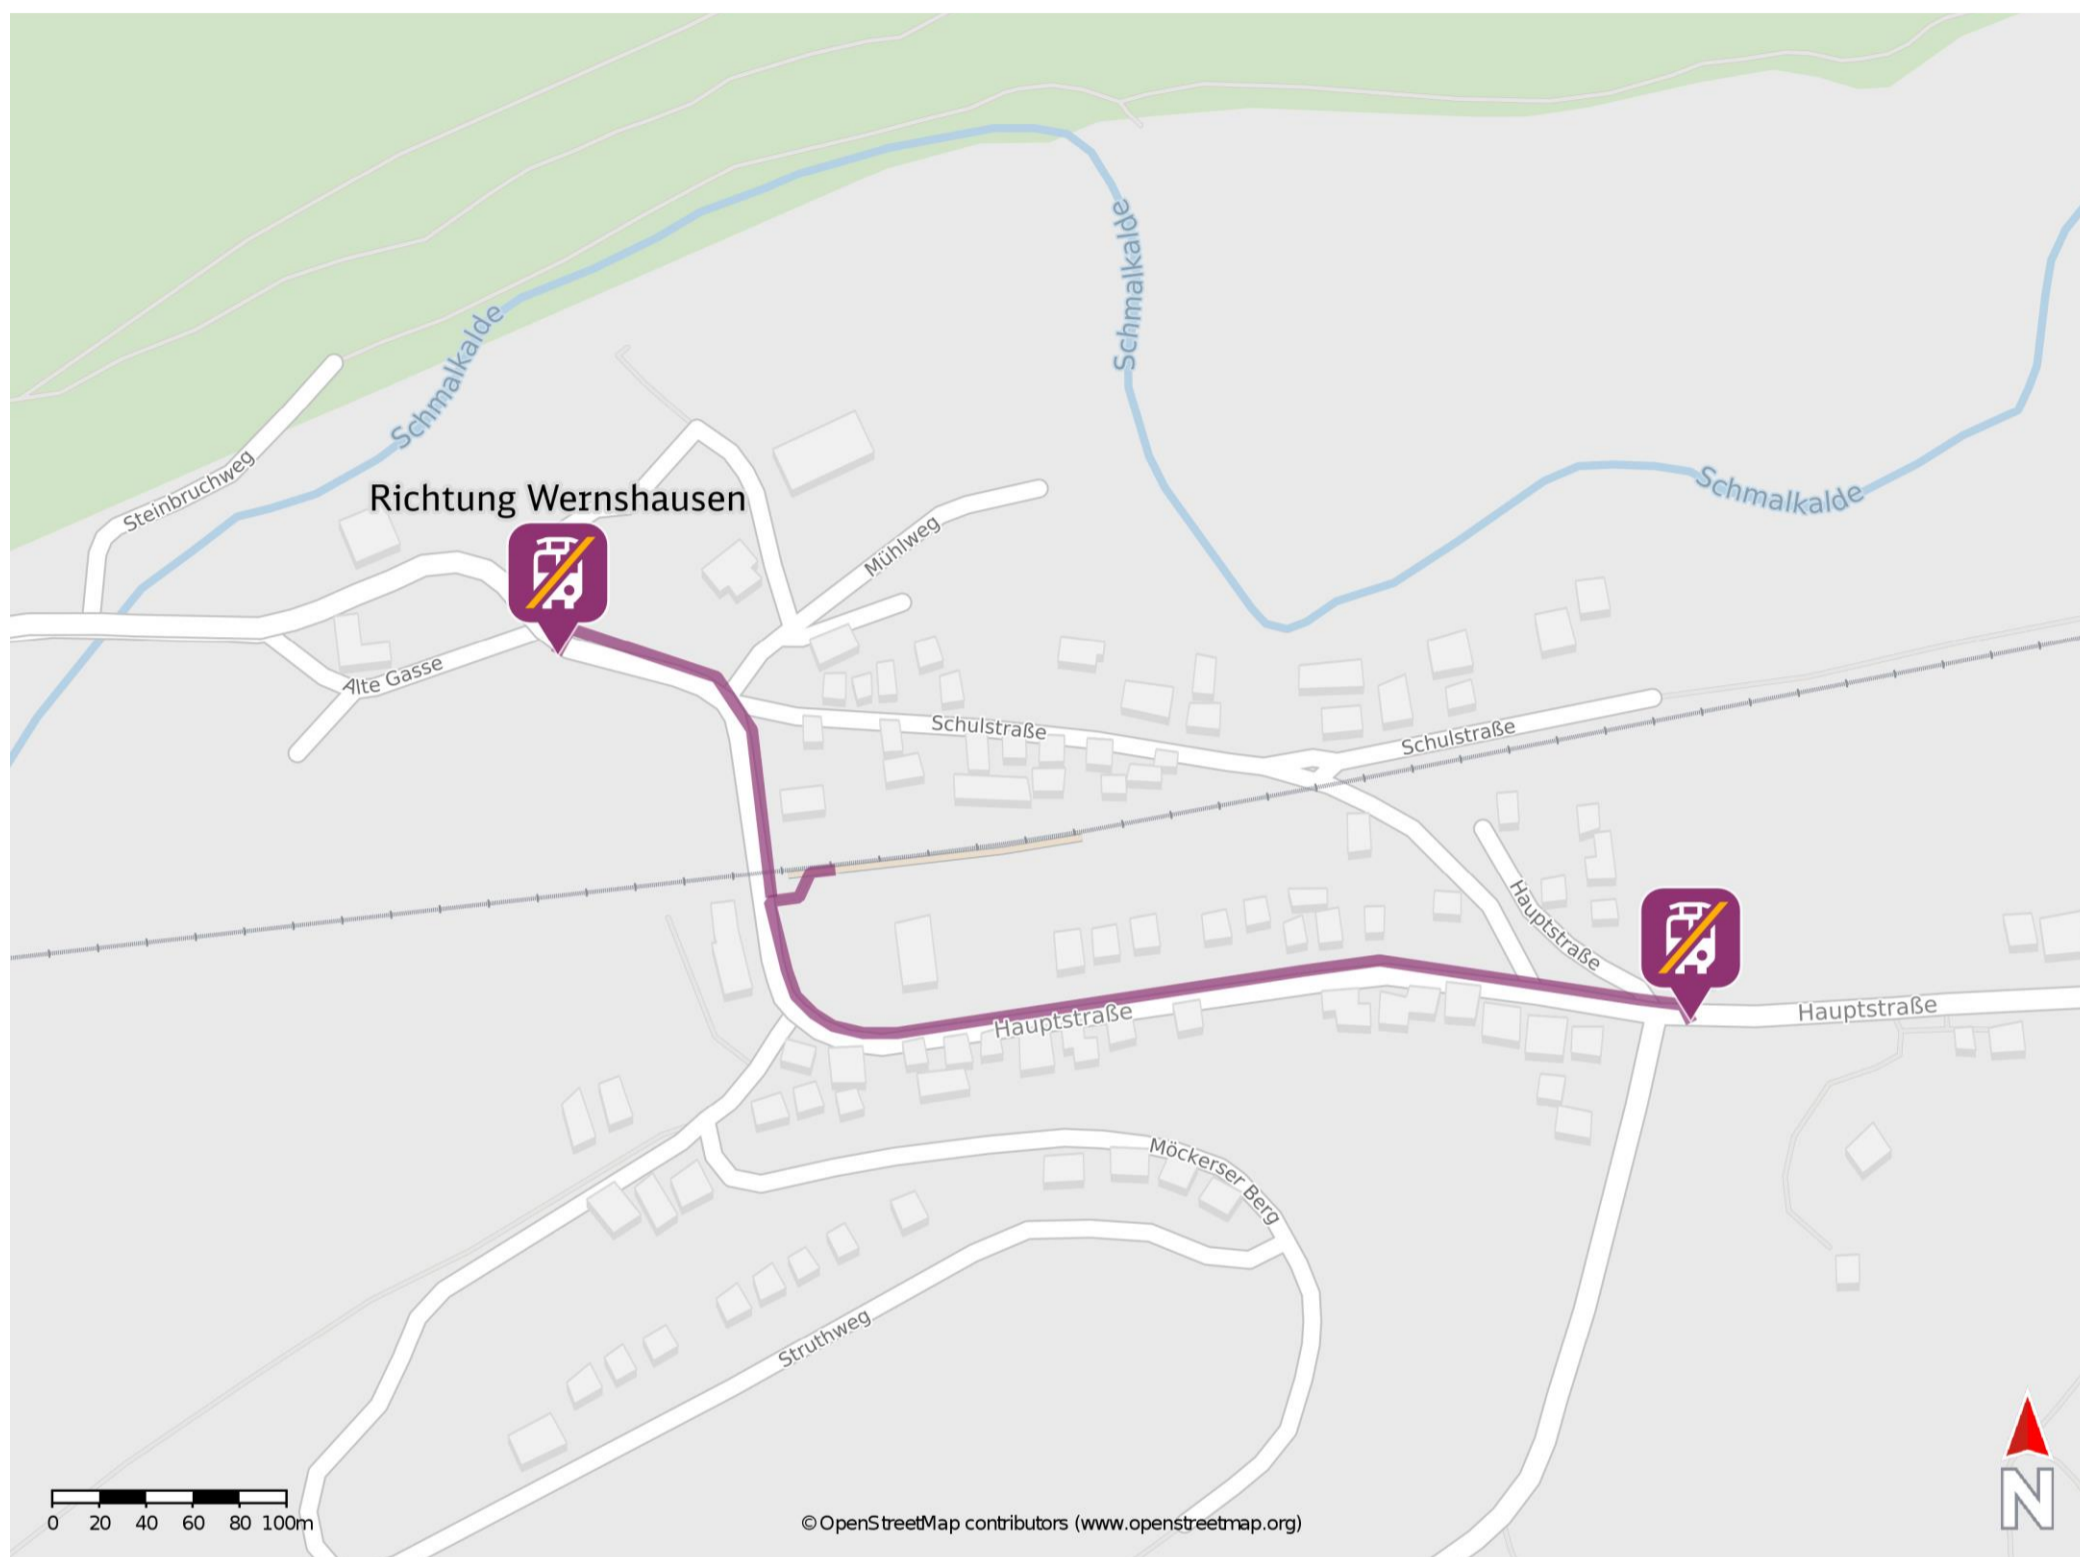 Schmalkalde
Schmalkalde
Steinbruchweg
Richtung Wernshausen
Schmalkalde
Mühlweg
Alte Gasse
Schulstraße
Schulstraße
Hauptstraße
Hauptstraße
Hauptstraße
Möckerser Berg
Struthweg
0 20 40 60 80 100m
© OpenStreetMap contributors (www.openstreetmap.org)
N